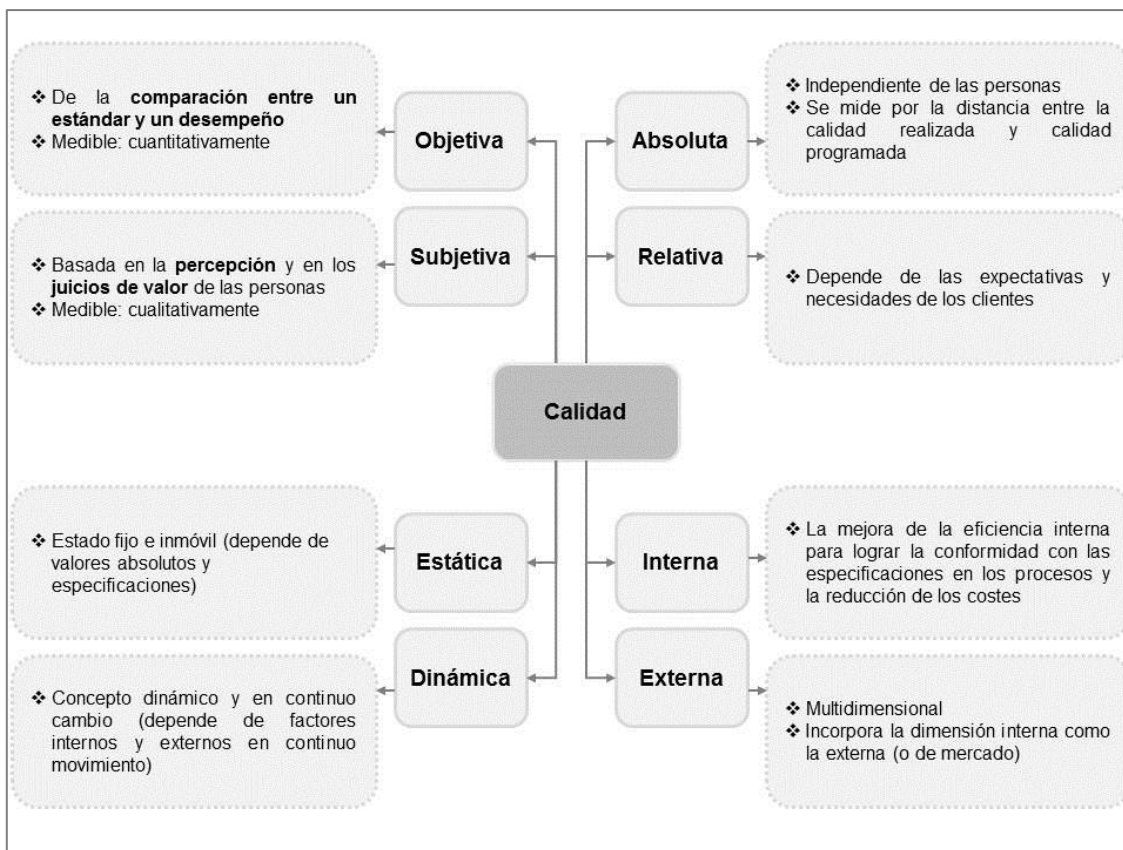 ❖ De la comparación entre un
estándar y un desempeño
❖ Medible: cuantitativamente
Objetiva
Absoluta
❖ Independiente de las personas
❖ Se mide por la distancia entre la
calidad realizada y calidad
programada
❖ Basada en la percepción y en los
juicios de valor de las personas
❖ Medible: cualitativamente
Subjetiva
Relativa
❖ Depende de las expectativas y
necesidades de los clientes
Calidad
❖ Estado fijo e inmóvil (depende de
valores absolutos y
especificaciones)
Estática
Interna
❖ La mejora de la eficiencia interna
para lograr la conformidad con las
especificaciones en los procesos y
la reducción de los costes
❖ Concepto dinámico y en continuo
cambio (depende de factores
internos y externos en continuo
movimiento)
Dinámica
Externa
❖ Multidimensional
❖ Incorpora la dimensión interna como
la externa (o de mercado)